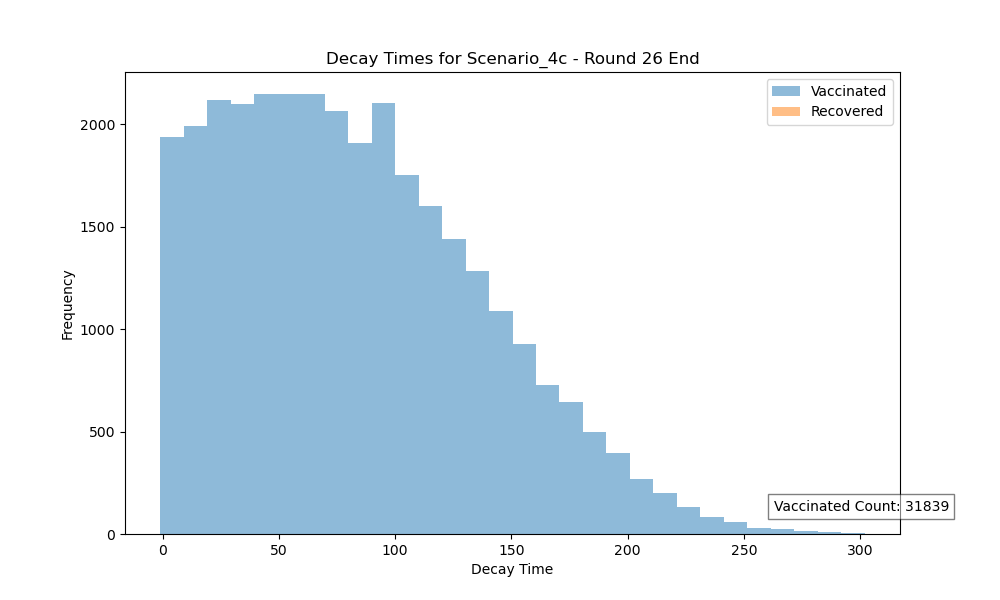 Decay Times for Scenario_4c - Round 26 End
Vaccinated
Recovered
Frequency
2000
1500
1000
500
0
Vaccinated Count: 31839
0 50 100 150 200 250 300
Decay Time